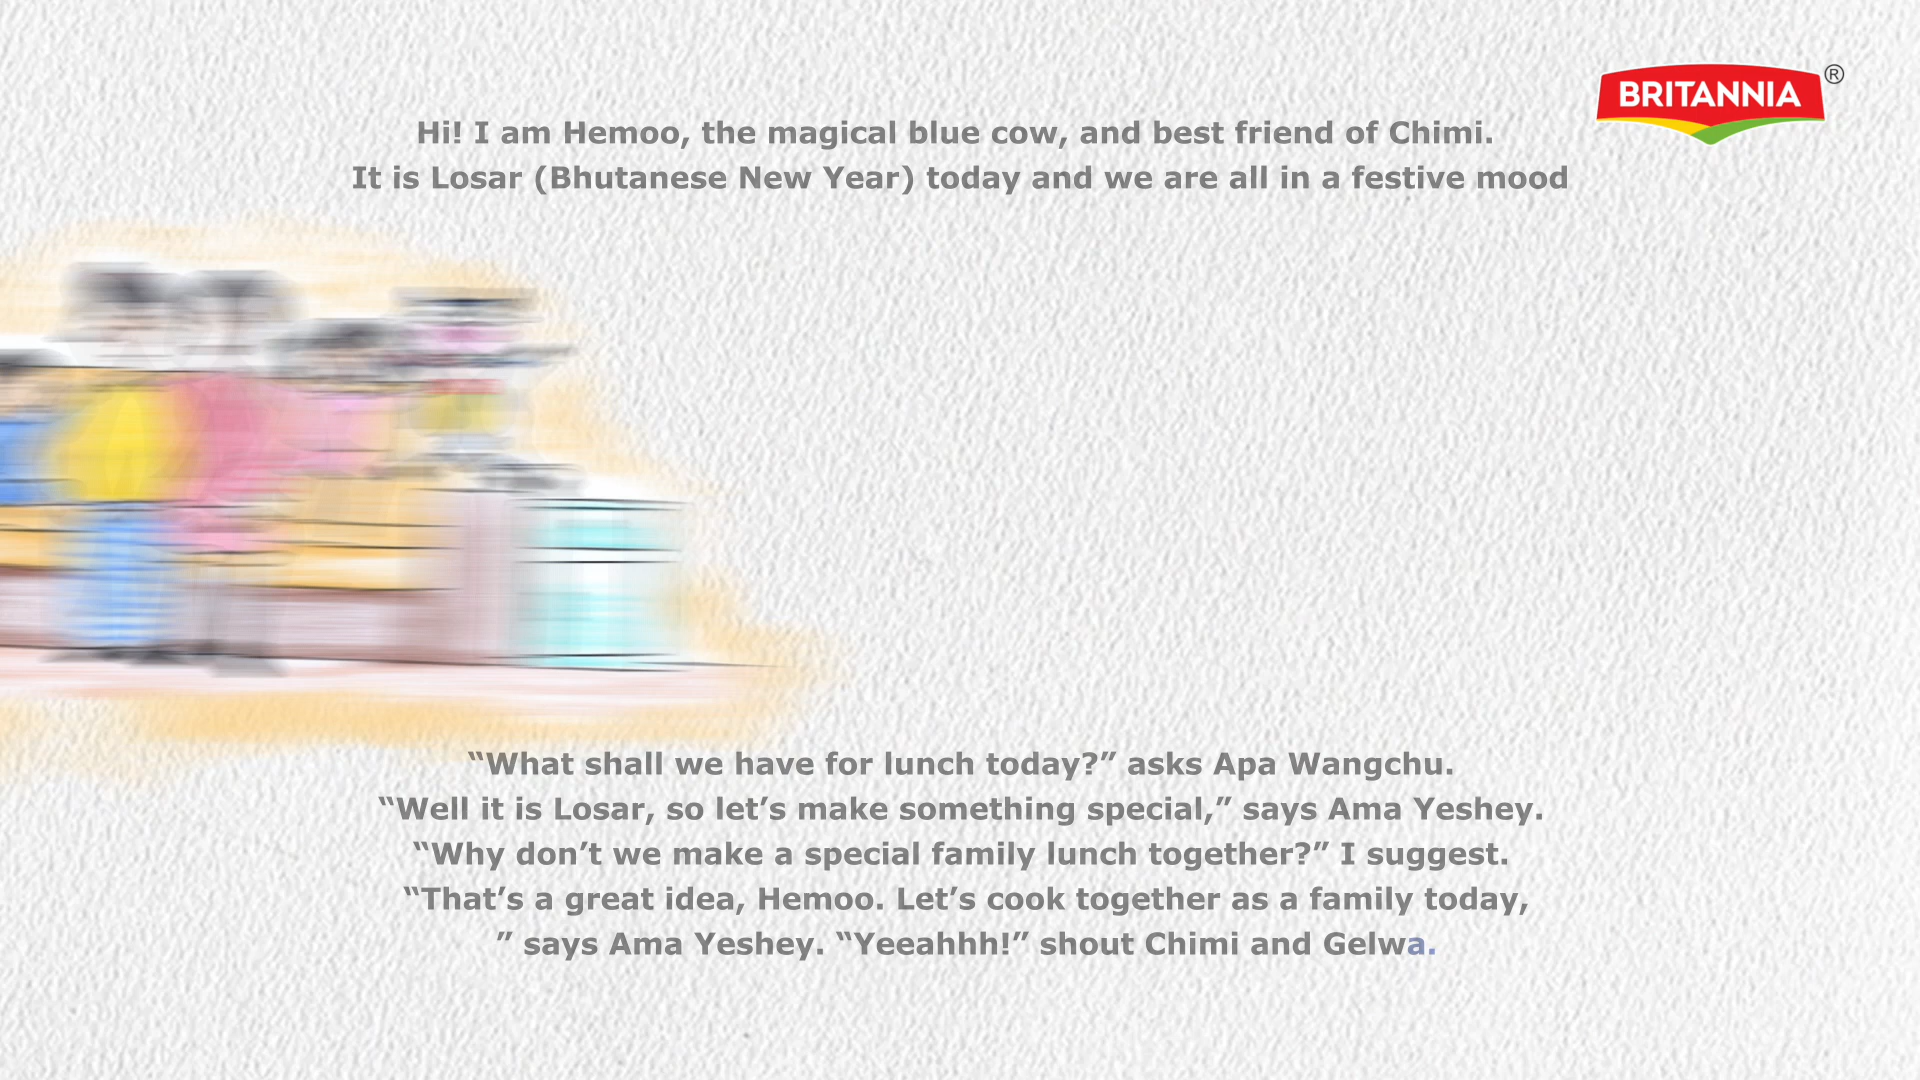 BRITANNIA ®
Hi! I am Hemoo, the magical blue cow, and best friend of Chimi.
It is Losar (Bhutanese New Year) today and we are all in a festive mood
“What shall we have for lunch today?” asks Apa Wangchu.
“Well it is Losar, so let’s make something special,” says Ama Yeshey.
“Why don’t we make a special family lunch together?” I suggest.
“That’s a great idea, Hemoo. Let’s cook together as a family today,
” says Ama Yeshey. “Yeeahhh!” shout Chimi and Gelwa.